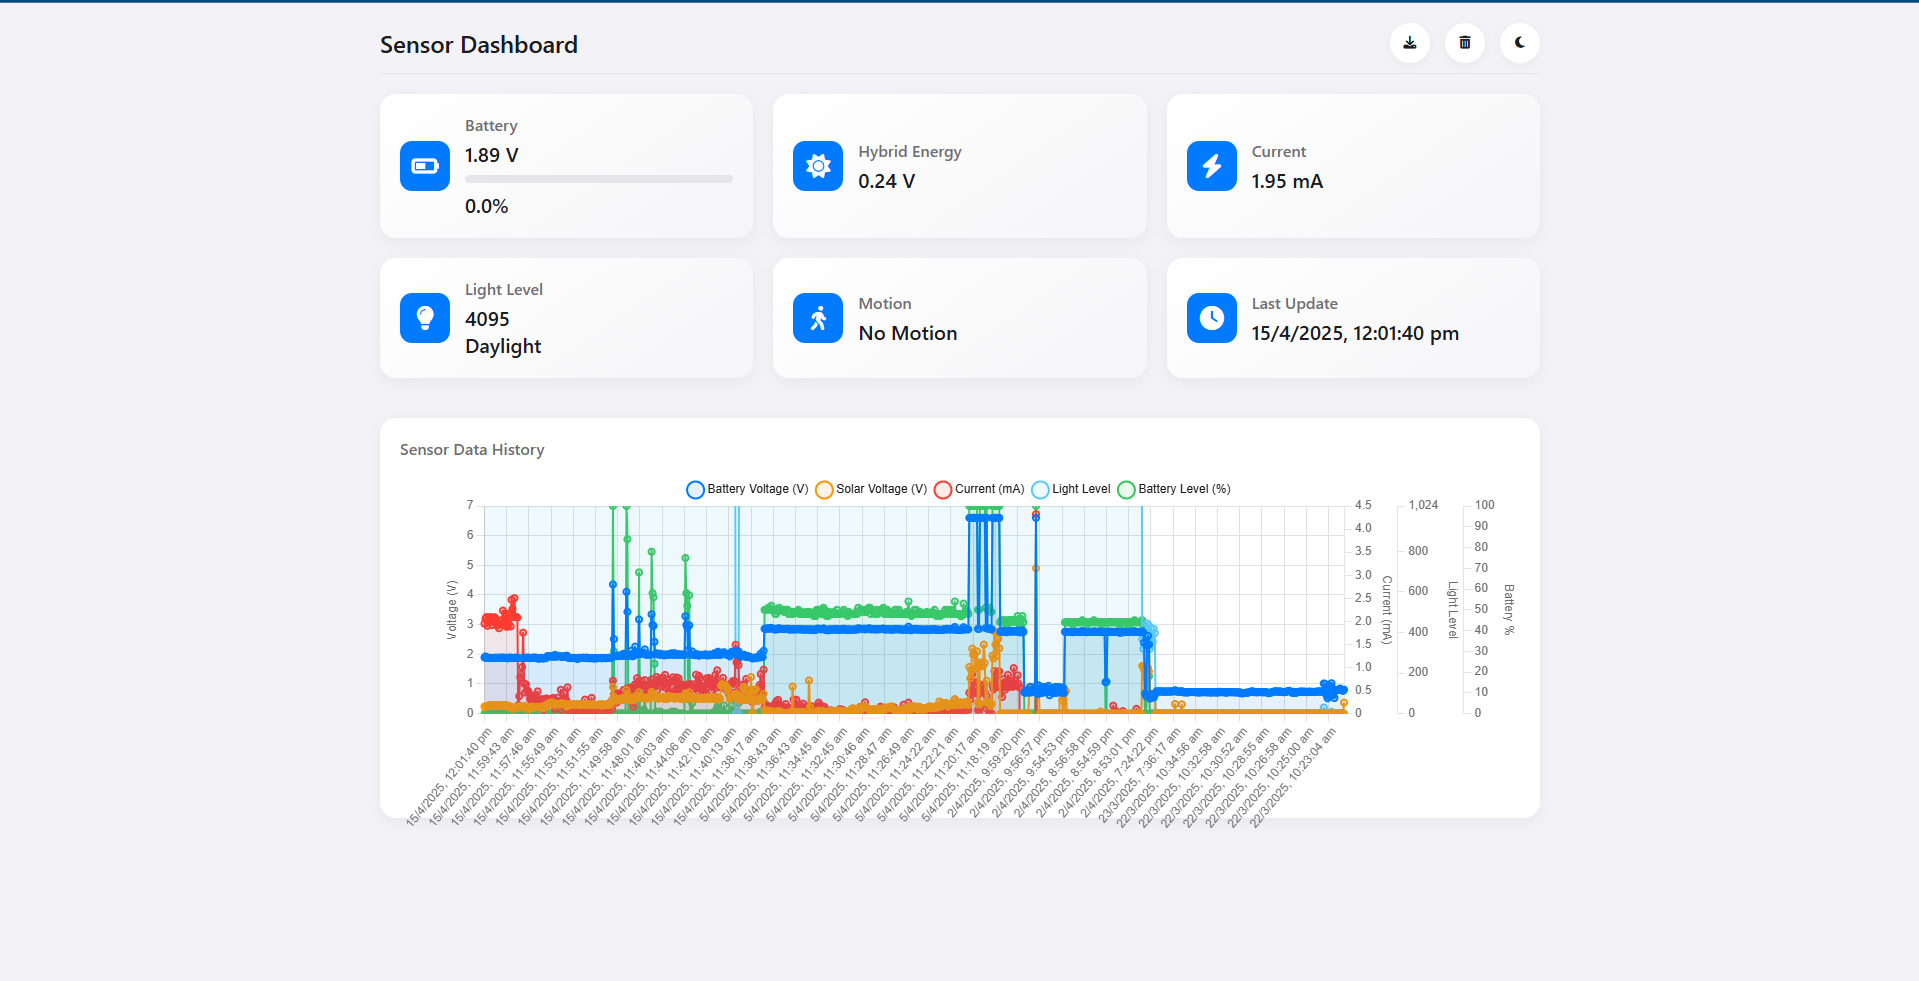 Sensor Dashboard
Battery
1.89 V
0.0%
Hybrid Energy
0.24 V
Current
1.95 mA
Light Level
4095
Daylight
Motion
No Motion
Last Update
15/4/2025, 12:01:40 pm
Sensor Data History
Battery Voltage (V) Solar Voltage (V) Current (mA) Light Level Battery Level (%)
Voltage (V)
7
6
5
4
3
2
1
0
4.5
4.0
3.5
3.0
2.5
2.0
1.5
1.0
0.5
0
Current (mA)
1,024
800
600
400
200
0
Light Level
100
90
80
70
60
50
40
30
20
10
0
Battery %
15/4/2025, 12:01:40 pm
15/4/2025, 11:59:43 am
15/4/2025, 11:57:46 am
15/4/2025, 11:55:49 am
15/4/2025, 11:53:51 am
15/4/2025, 11:51:55 am
15/4/2025, 11:49:58 am
15/4/2025, 11:48:01 am
15/4/2025, 11:46:03 am
15/4/2025, 11:44:06 am
15/4/2025, 11:42:10 am
15/4/2025, 11:40:13 am
15/4/2025, 11:38:17 am
5/4/2025, 11:38:43 am
5/4/2025, 11:36:43 am
5/4/2025, 11:34:45 am
5/4/2025, 11:32:45 am
5/4/2025, 11:30:46 am
5/4/2025, 11:28:47 am
5/4/2025, 11:26:49 am
5/4/2025, 11:24:22 am
5/4/2025, 11:22:21 am
5/4/2025, 11:20:17 am
5/4/2025, 11:18:19 am
2/4/2025, 9:59:20 pm
2/4/2025, 9:56:57 pm
2/4/2025, 9:54:53 pm
2/4/2025, 8:56:58 pm
2/4/2025, 8:54:59 pm
2/4/2025, 8:53:01 pm
2/4/2025, 7:24:22 pm
23/3/2025, 7:36:17 am
22/3/2025, 10:34:56 am
22/3/2025, 10:32:58 am
22/3/2025, 10:30:52 am
22/3/2025, 10:28:55 am
22/3/2025, 10:26:58 am
22/3/2025, 10:25:00 am
22/3/2025, 10:23:04 am